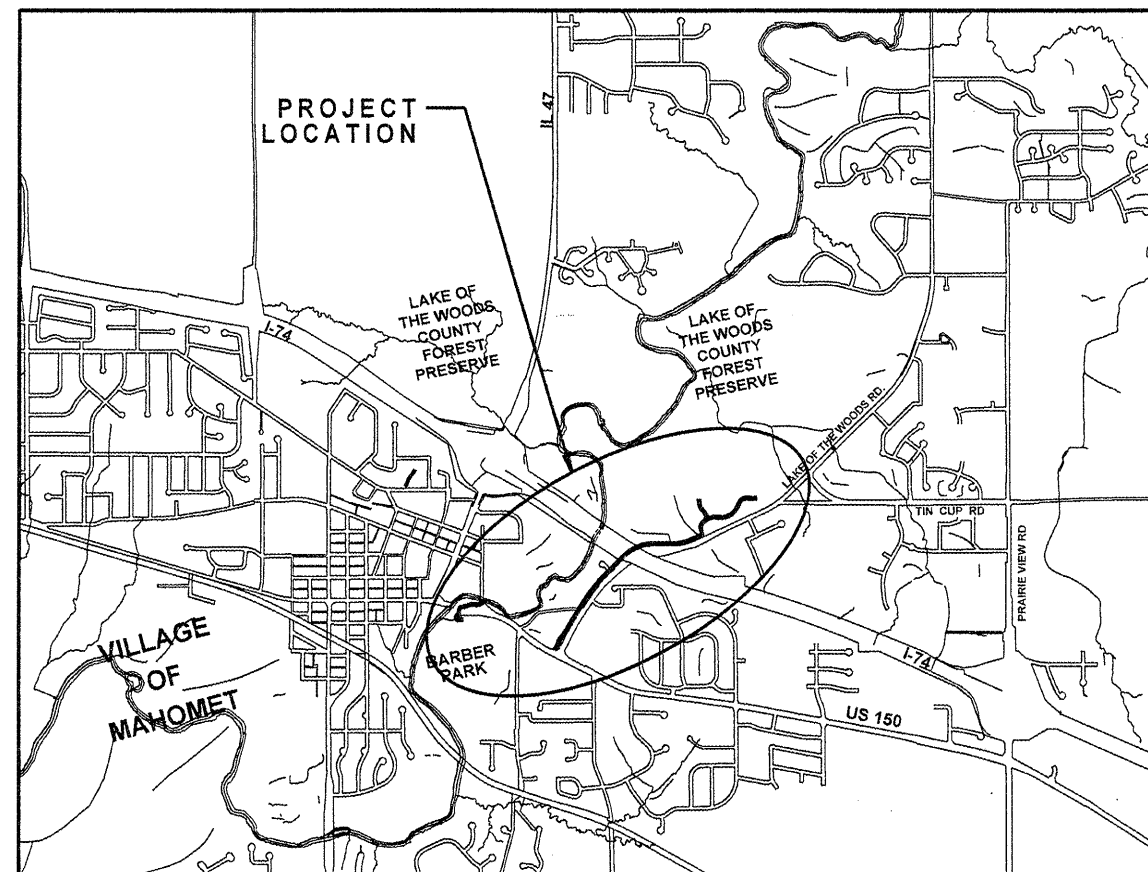 PROJECT
LOCATION
IL 47
LAKE OF
THE WOODS
COUNTY
FOREST
PRESERVE
LAKE OF
THE WOODS
COUNTY
FOREST
PRESERVE
I-74
LAKE OF THE WOODS RD.
TIN CUP RD
PRAIRIE VIEW RD
VILLAGE
OF
MAHOMET
BARBER
PARK
I-74
US 150